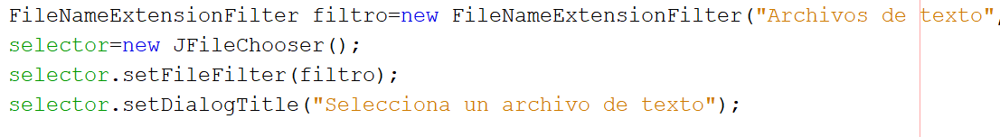 FileNameExtensionFilter filtro=new FileNameExtensionFilter("Archivos de texto",
selector=new JFileChooser();
selector.setFileFilter(filtro);
selector.setDialogTitle("Selecciona un archivo de texto");